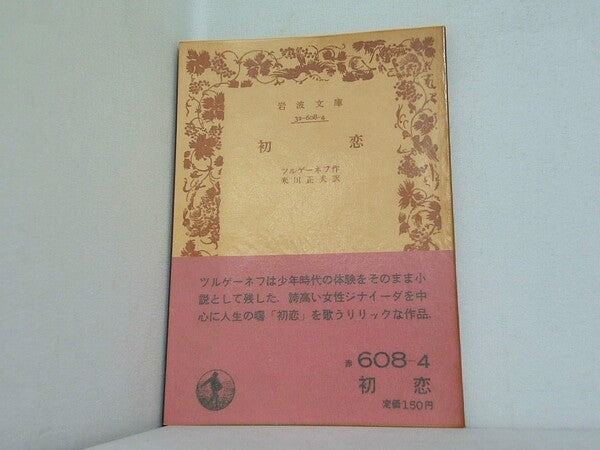 岩波文庫
32-608-4
初恋
ツルゲーネフ作
米川正夫訳
ツルゲーネフは少年時代の体験をそのまま小
説として残した、誇高い女性ジナイーダを中
心に人生の嘆「初恋」を歌うリリックな作品。
赤 608-4
初恋
定価150円